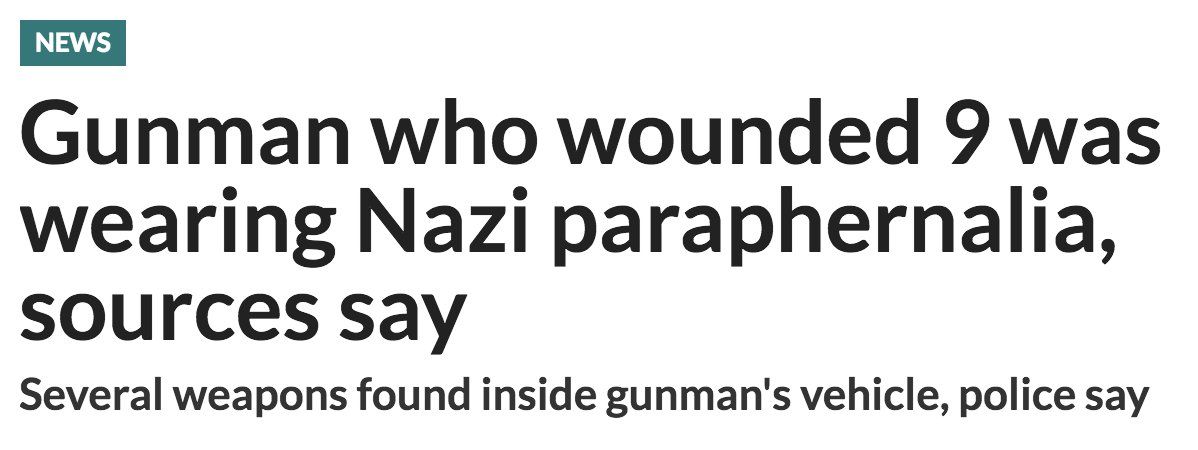 NEWS
Gunman who wounded 9 was
wearing Nazi paraphernalia,
sources say
Several weapons found inside gunman's vehicle, police say